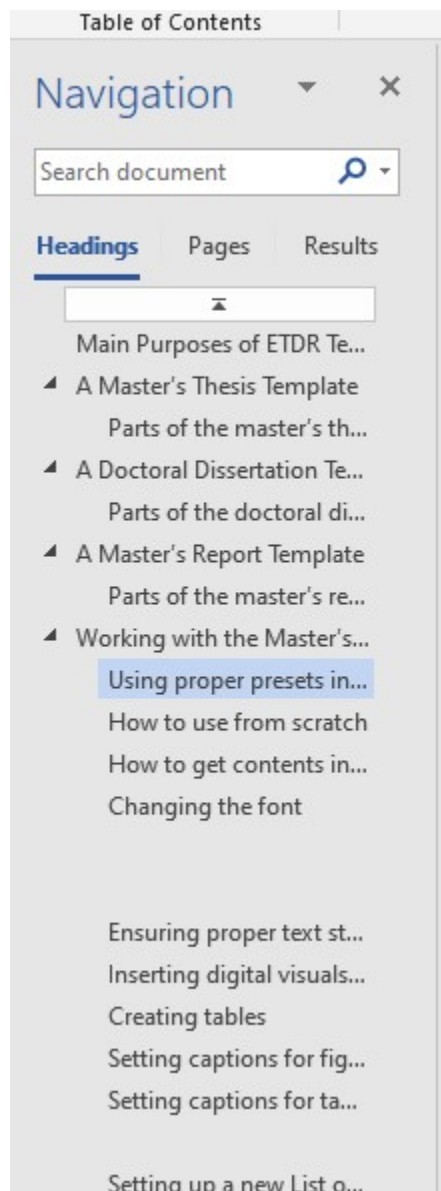 Table of Contents
Navigation
Search document
Headings Pages Results
Main Purposes of ETDR Te...
A Master's Thesis Template
Parts of the master's th...
A Doctoral Dissertation Te...
Parts of the doctoral di...
A Master's Report Template
Parts of the master's re...
Working with the Master's...
Using proper presets in...
How to use from scratch
How to get contents in...
Changing the font
Ensuring proper text st...
Inserting digital visuals...
Creating tables
Setting captions for fig...
Setting captions for ta...
Setting up a new List o...